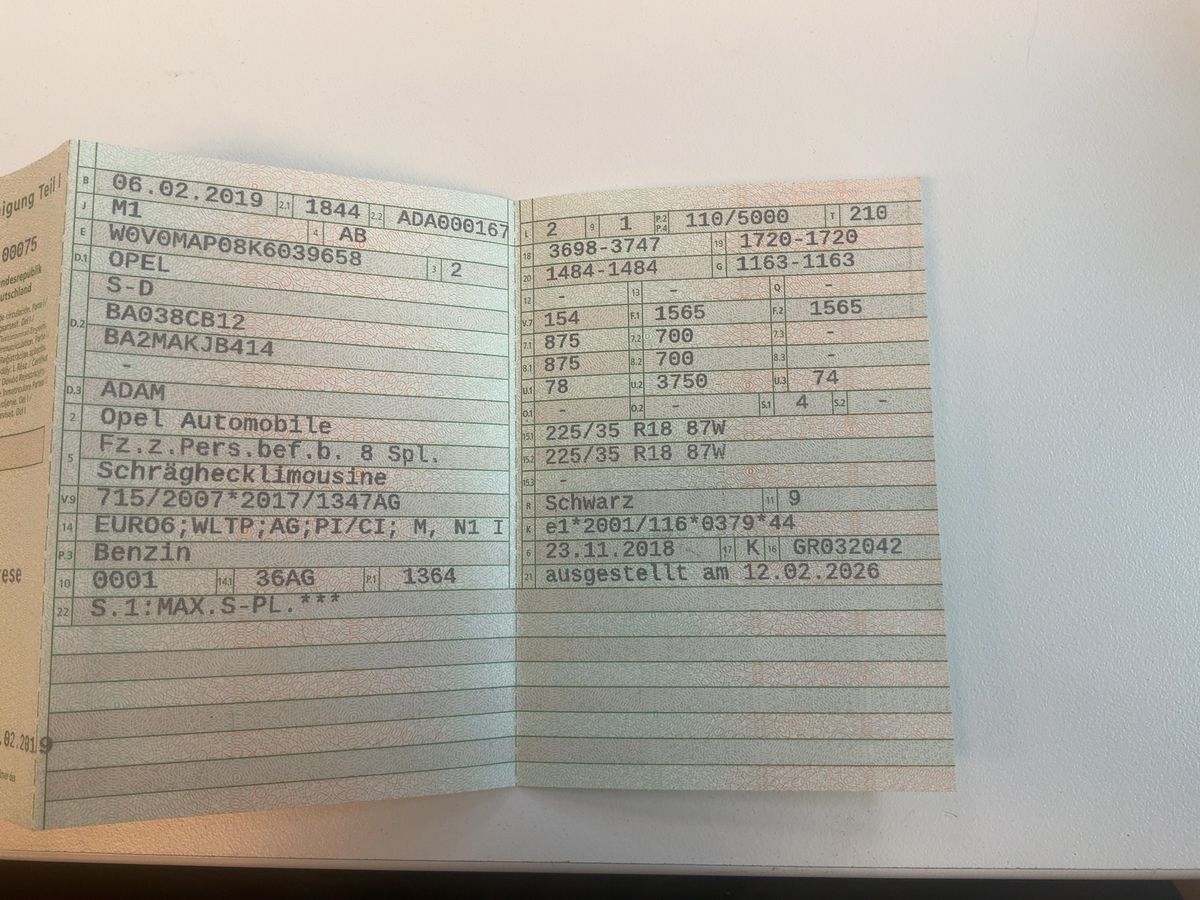 igung Teil I
00075
B 06.02.2019 2.1 1844 2.2 ADA000167
J M1 4 AB
E W0V0MAP08K6039658 3 2
D.1 OPEL
S-D
D.2 BA038CB12
BA2MAKJB414
-
D.3 ADAM
2 Opel Automobile
5 Fz.z.Pers.bef.b. 8 Spl.
Schräghecklimousine
V.9 715/2007*2017/1347AG
14 EURO6;WLTP;AG;PI/CI; M, N1 I
P.3 Benzin
10 0001 14.1 36AG P.1 1364
22 S.1:MAX.S-PL.***
L 2 9 1 P.2 P.4 110/5000 T 210
18 3698-3747 19 1720-1720
20 1484-1484 G 1163-1163
12 - 13 - Q -
V.7 154 F.1 1565 F.2 1565
7.1 875 7.2 700 7.3 -
8.1 875 8.2 700 8.3 -
U.1 78 U.2 3750 U.3 74
O.1 - O.2 - S.1 4 S.2 -
15.1 225/35 R18 87W
15.2 225/35 R18 87W
15.3 -
R Schwarz 11 9
K e1*2001/116*0379*44
6 23.11.2018 17 K 16 GR032042
21 ausgestellt am 12.02.2026